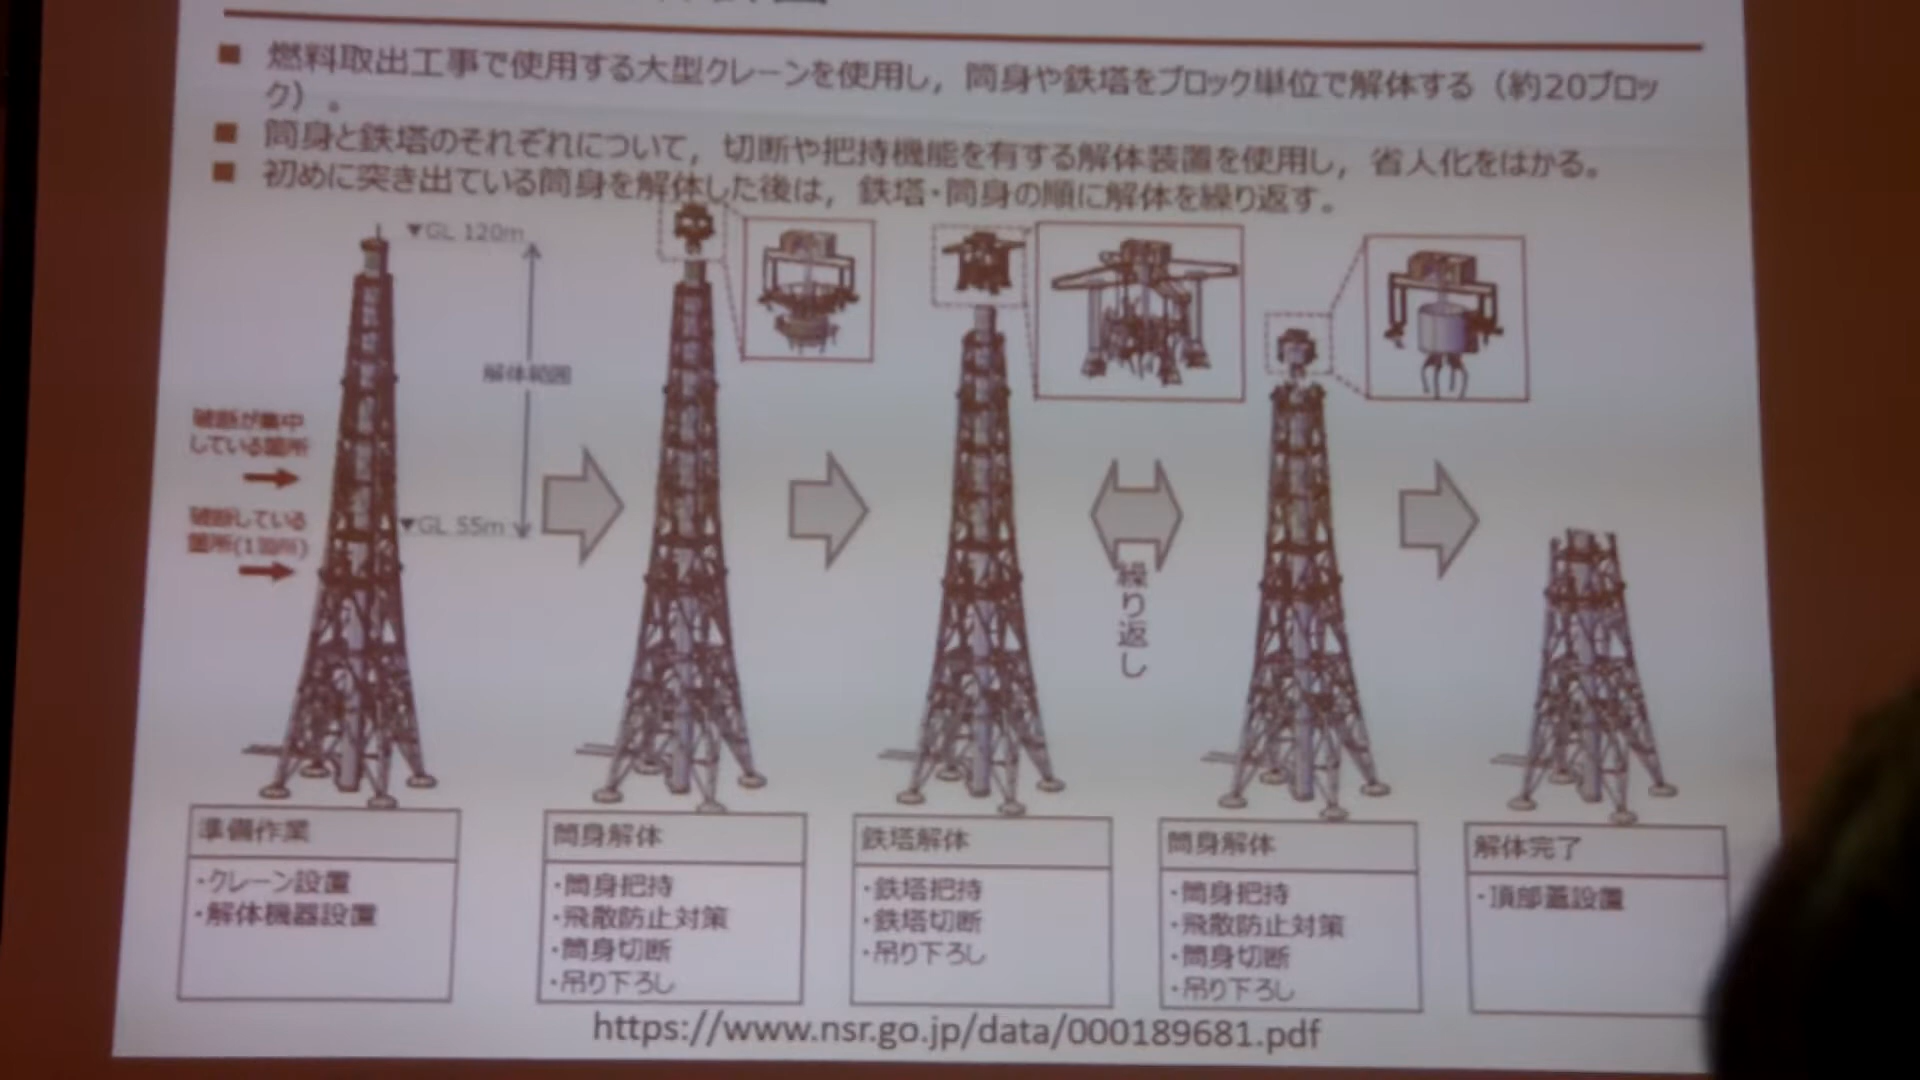 ■ 燃料取出工事で使用する大型クレーンを使用し，筒身や鉄塔をブロック単位で解体する（約20ブロッ
ク）。
■ 筒身と鉄塔のそれぞれについて，切断や把持機能を有する解体装置を使用し，省人化をはかる。
■ 初めに突き出ている筒身を解体した後は，鉄塔・筒身の順に解体を繰り返す。
▼GL 120m
解体範囲
破断が集中
している箇所
破断している
箇所(1箇所)
▼GL 55m
繰り返し
準備作業
・クレーン設置
・解体機器設置
筒身解体
・筒身把持
・飛散防止対策
・筒身切断
・吊り下ろし
鉄塔解体
・鉄塔把持
・鉄塔切断
・吊り下ろし
筒身解体
・筒身把持
・飛散防止対策
・筒身切断
・吊り下ろし
解体完了
・頂部蓋設置
https://www.nsr.go.jp/data/000189681.pdf